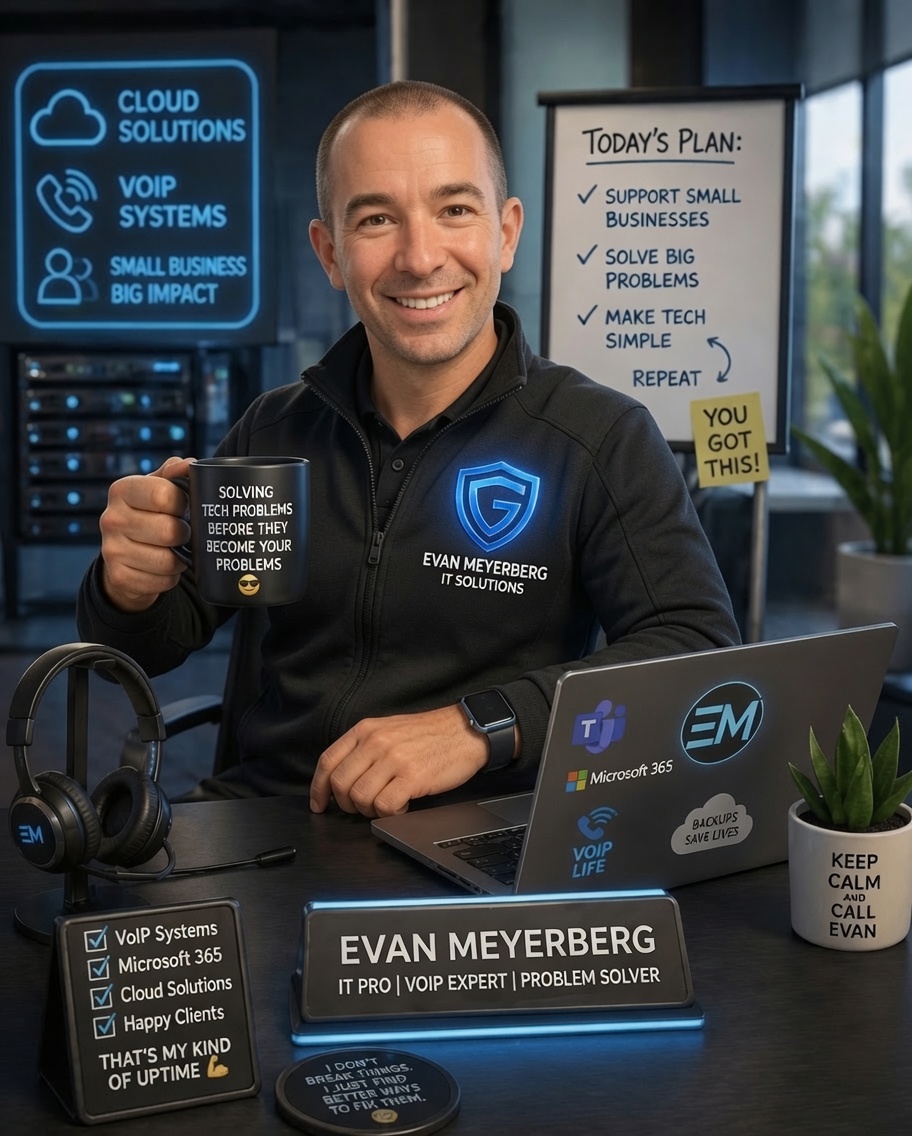 CLOUD
SOLUTIONS
VOIP
SYSTEMS
SMALL BUSINESS
BIG IMPACT
TODAY'S PLAN:
✓ SUPPORT SMALL
BUSINESSES
✓ SOLVE BIG
PROBLEMS
✓ MAKE TECH
SIMPLE
REPEAT
YOU
GOT
THIS!
SOLVING
TECH PROBLEMS
BEFORE THEY
BECOME YOUR
PROBLEMS
😎
G
EVAN MEYERBERG
IT SOLUTIONS
T
EM
Microsoft 365
VOIP
LIFE
BACKUPS
SAVE LIVES
KEEP
CALM
AND
CALL
EVAN
EM
☑ VoIP Systems
☑ Microsoft 365
☑ Cloud Solutions
☑ Happy Clients
THAT'S MY KIND
OF UPTIME 💪
EVAN MEYERBERG
IT PRO | VOIP EXPERT | PROBLEM SOLVER
I DON'T
BREAK THINGS.
I JUST FIND
BETTER WAYS
TO FIX THEM.